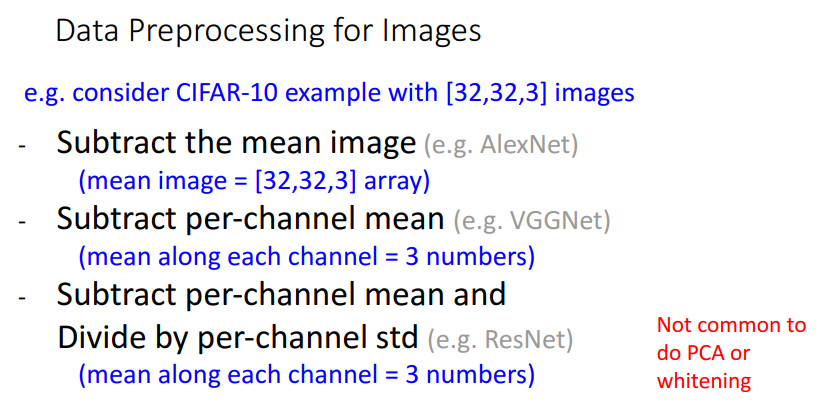 Data Preprocessing for Images
e.g. consider CIFAR-10 example with [32,32,3] images
- Subtract the mean image (e.g. AlexNet)
(mean image = [32,32,3] array)
- Subtract per-channel mean (e.g. VGGNet)
(mean along each channel = 3 numbers)
- Subtract per-channel mean and
Divide by per-channel std (e.g. ResNet)
(mean along each channel = 3 numbers)
Not common to
do PCA or
whitening